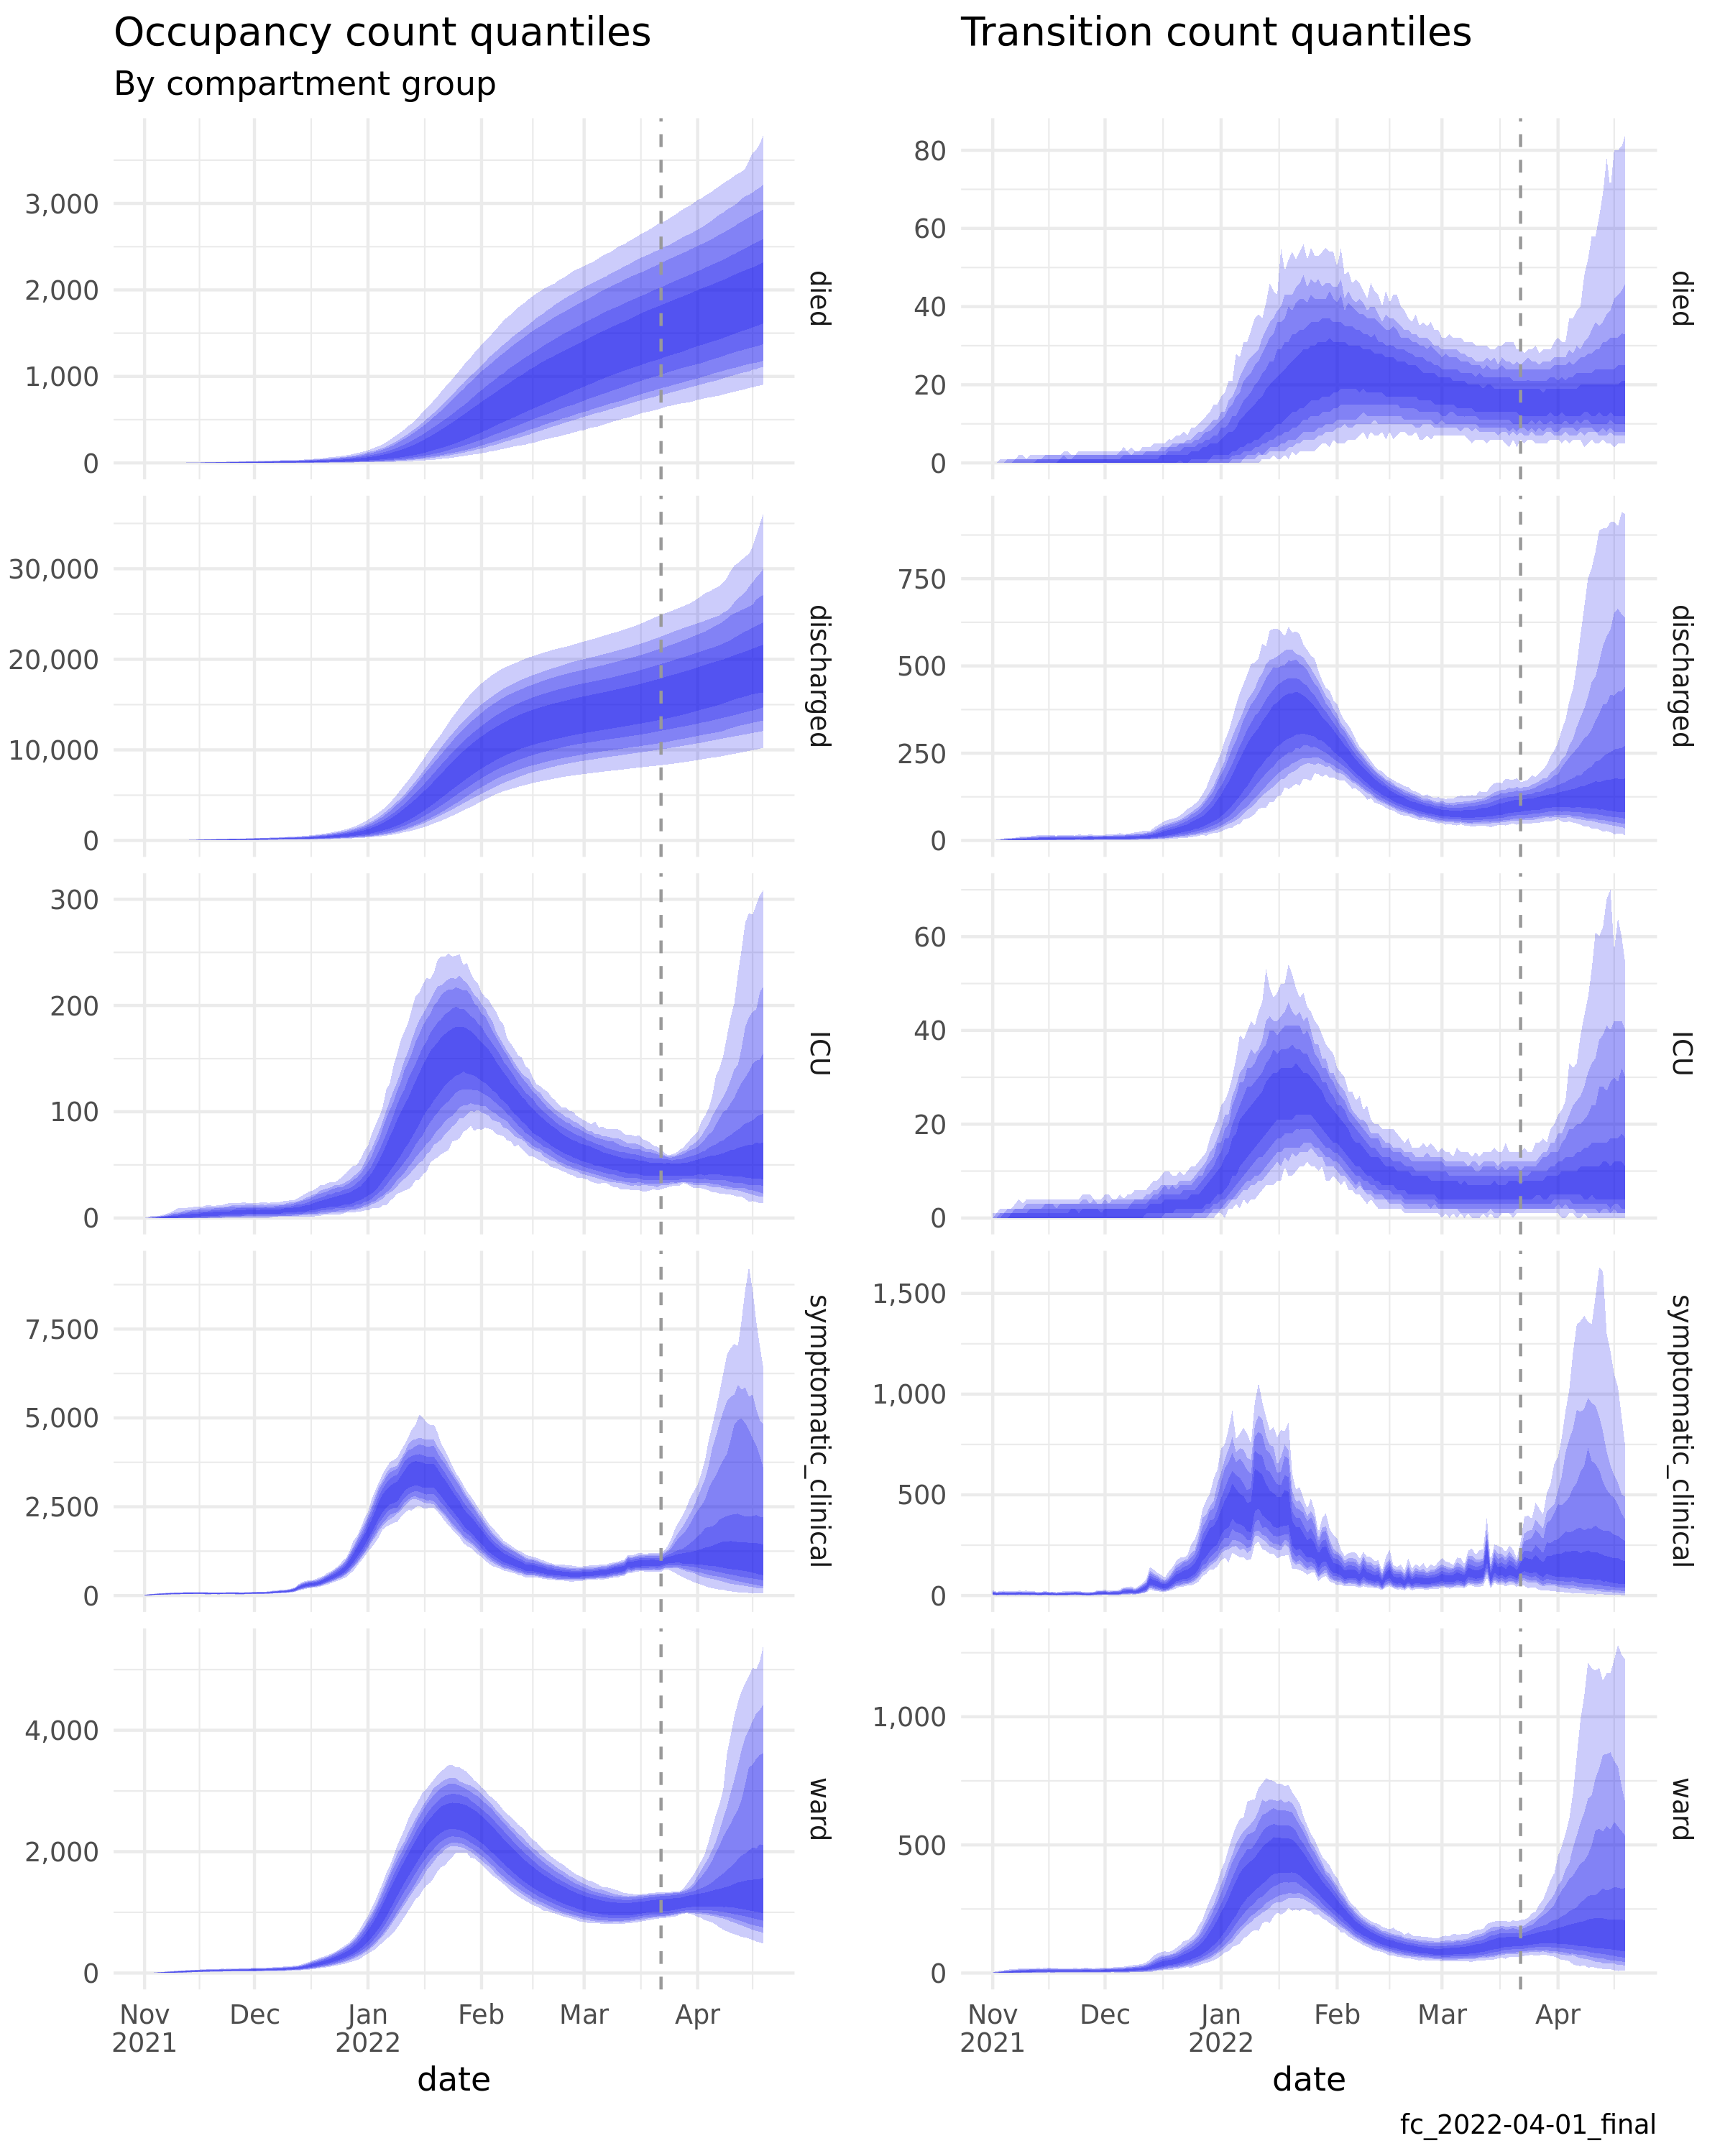 Occupancy count quantiles
By compartment group
3,000
2,000
1,000
0
died
30,000
20,000
10,000
0
discharged
300
200
100
0
ICU
7,500
5,000
2,500
0
symptomatic_clinical
4,000
2,000
0
ward
Nov Dec Jan Feb Mar Apr
2021 2022
date
Transition count quantiles
80
60
40
20
0
died
750
500
250
0
discharged
60
40
20
0
ICU
1,500
1,000
500
0
symptomatic_clinical
1,000
500
0
ward
Nov Dec Jan Feb Mar Apr
2021 2022
date
fc_2022-04-01_final